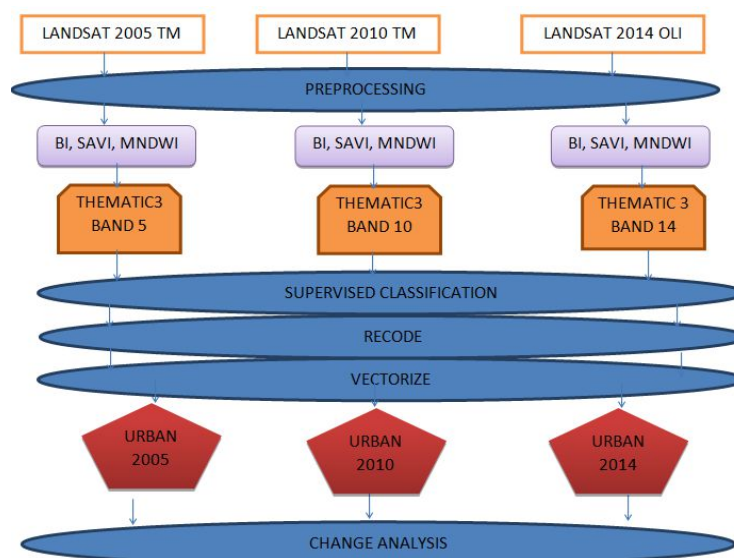 LANDSAT 2005 TM
LANDSAT 2010 TM
LANDSAT 2014 OLI
PREPROCESSING
BI, SAVI, MNDWI
BI, SAVI, MNDWI
BI, SAVI, MNDWI
THEMATIC3
BAND 5
THEMATIC3
BAND 10
THEMATIC 3
BAND 14
SUPERVISED CLASSIFICATION
RECODE
VECTORIZE
URBAN
2005
URBAN
2010
URBAN
2014
CHANGE ANALYSIS